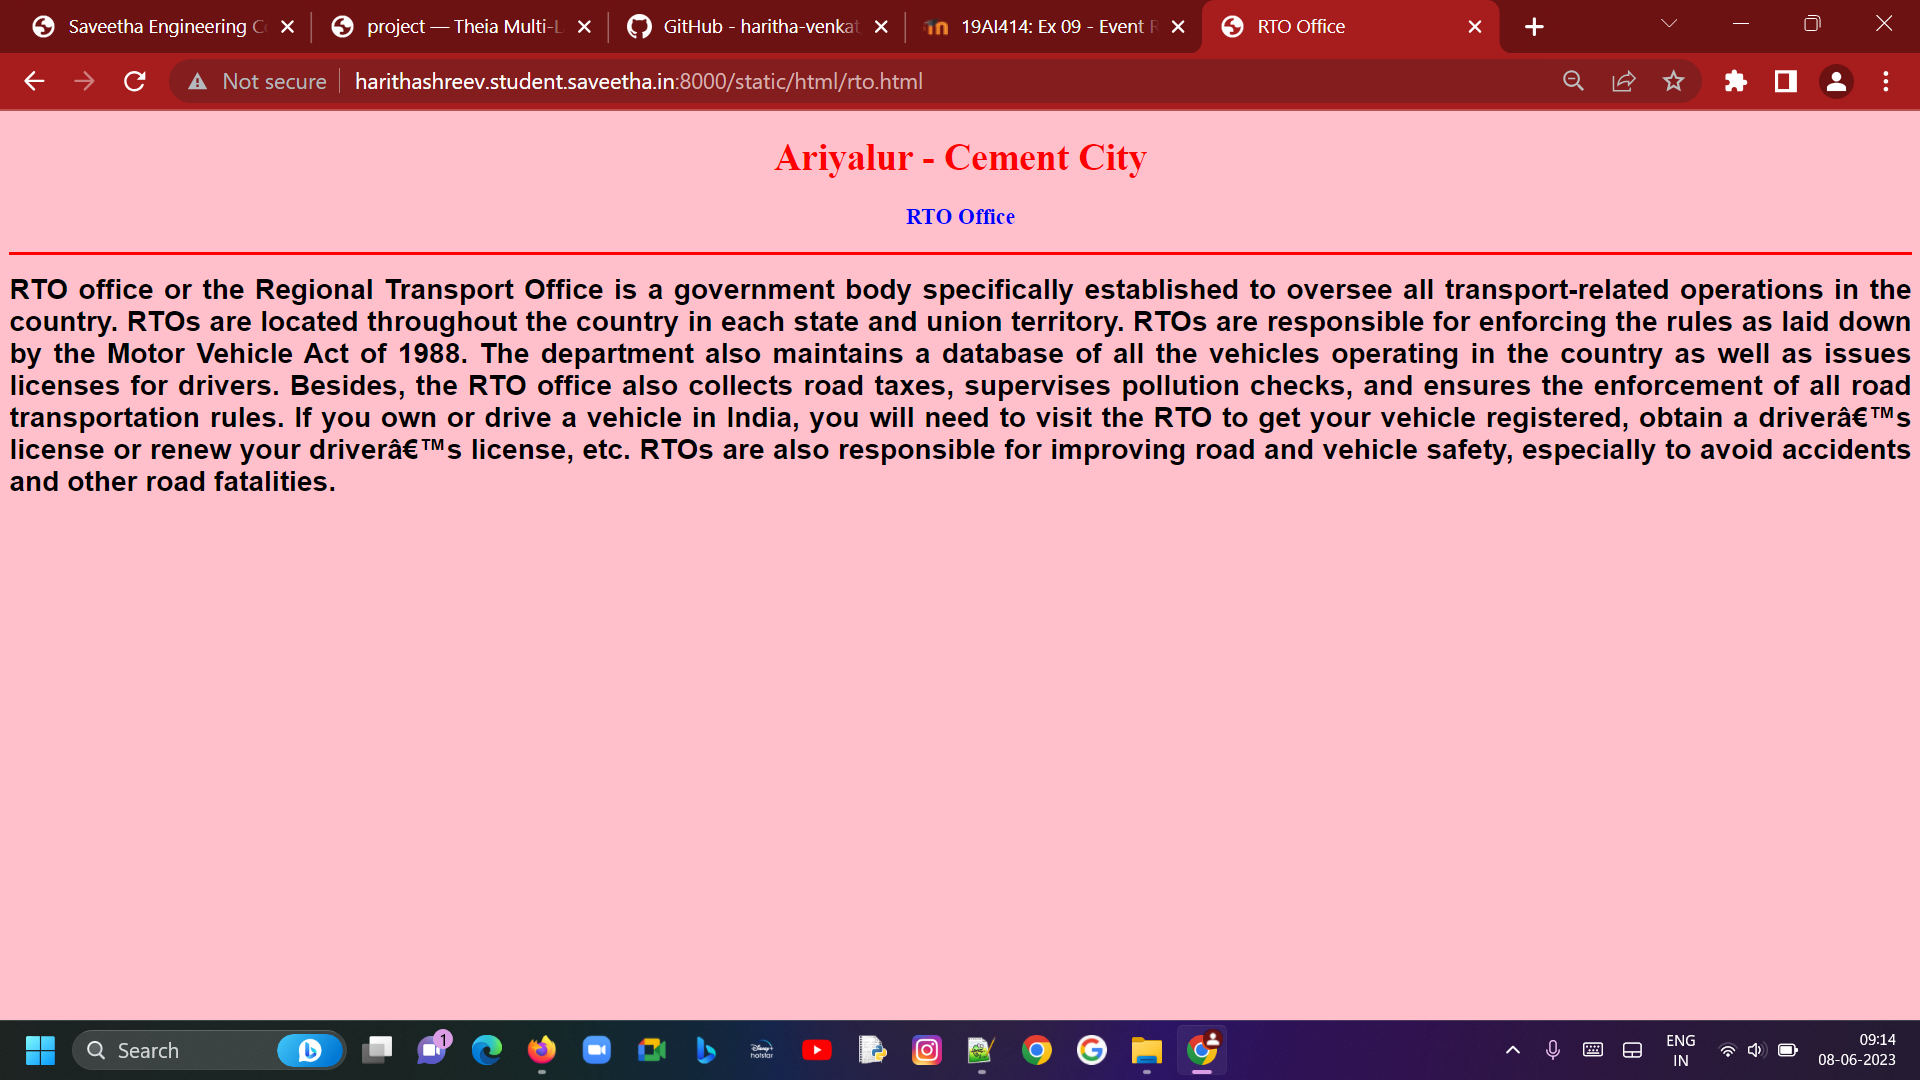 Saveetha Engineering C
project — Theia Multi-L
GitHub - haritha-venkat
19AI414: Ex 09 - Event R
RTO Office
Not secure
harithashreev.student.saveetha.in:8000/static/html/rto.html
Ariyalur - Cement City
RTO Office
RTO office or the Regional Transport Office is a government body specifically established to oversee all transport-related operations in the
country. RTOs are located throughout the country in each state and union territory. RTOs are responsible for enforcing the rules as laid down
by the Motor Vehicle Act of 1988. The department also maintains a database of all the vehicles operating in the country as well as issues
licenses for drivers. Besides, the RTO office also collects road taxes, supervises pollution checks, and ensures the enforcement of all road
transportation rules. If you own or drive a vehicle in India, you will need to visit the RTO to get your vehicle registered, obtain a driverâ€™s
license or renew your driverâ€™s license, etc. RTOs are also responsible for improving road and vehicle safety, especially to avoid accidents
and other road fatalities.
Search
1
Disney+
hotstar
ENG
IN
09:14
08-06-2023